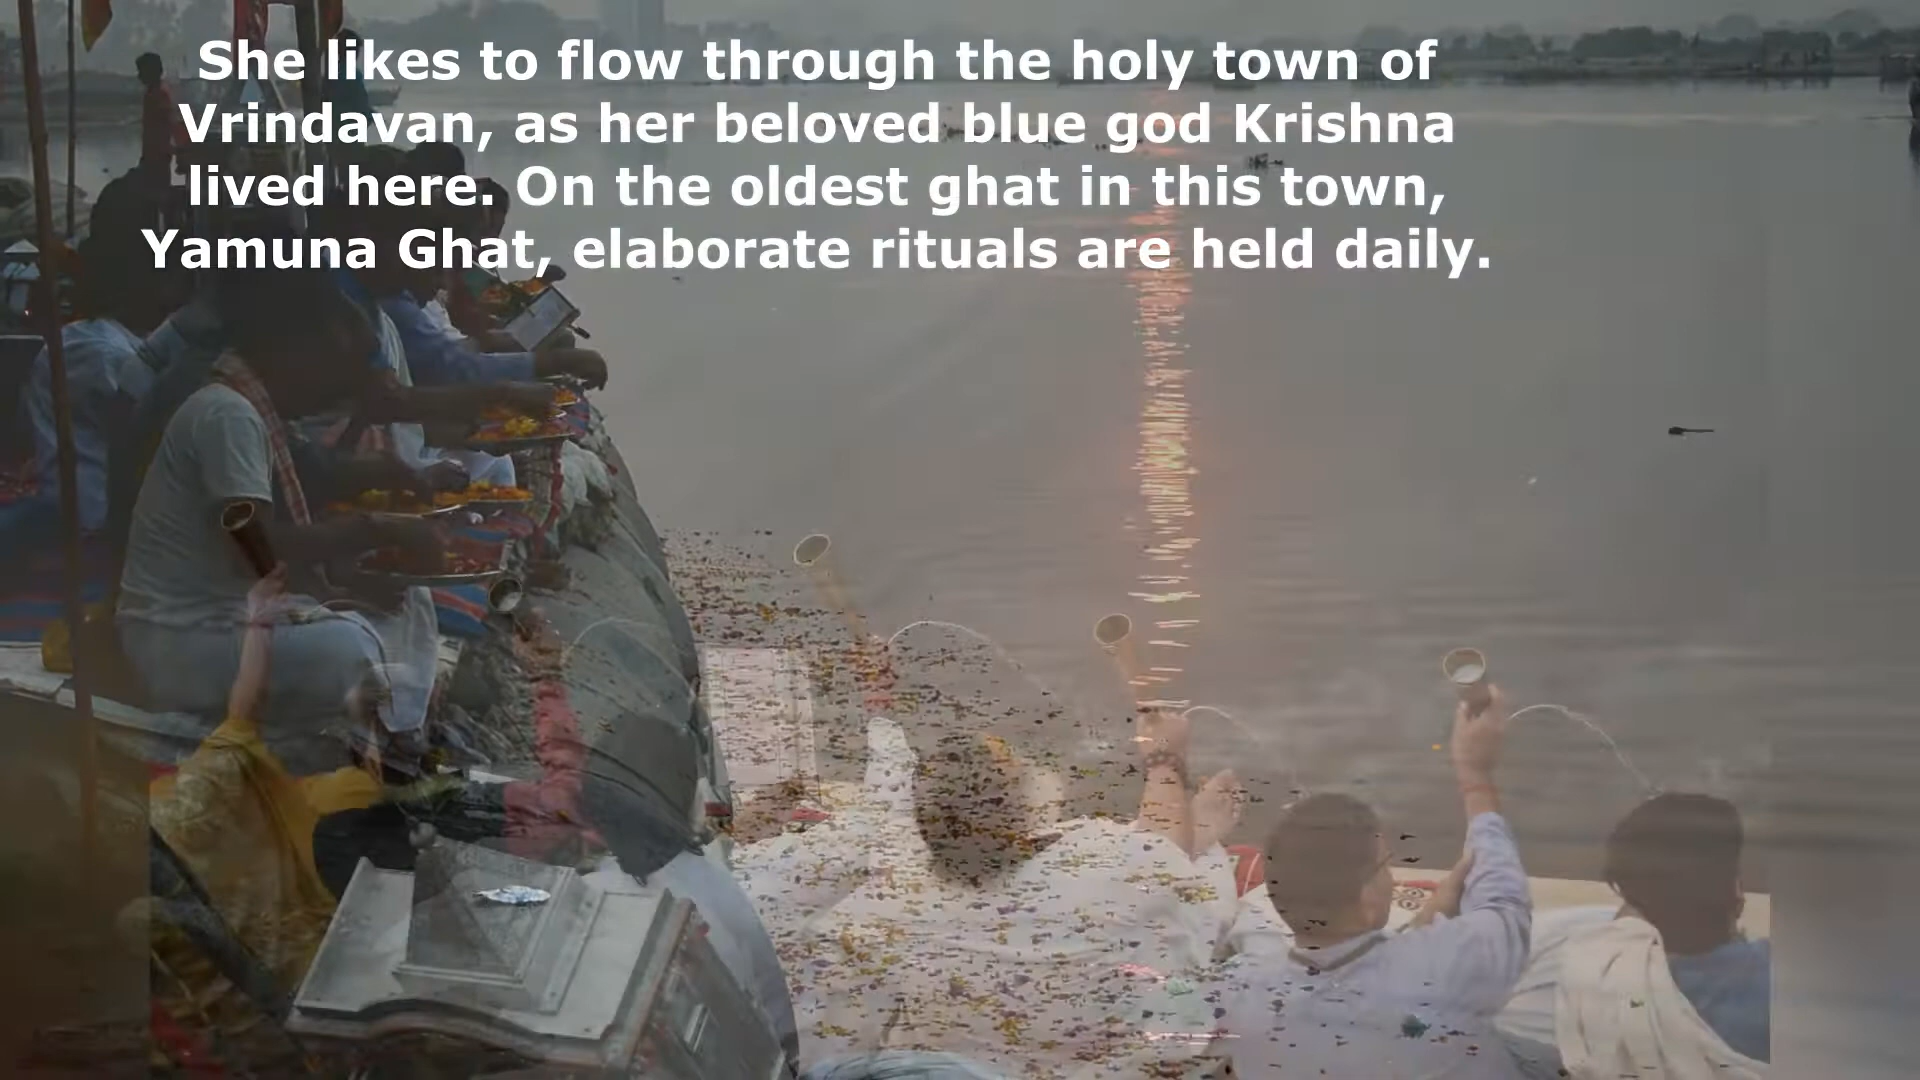 She likes to flow through the holy town of
Vrindavan, as her beloved blue god Krishna
lived here. On the oldest ghat in this town,
Yamuna Ghat, elaborate rituals are held daily.